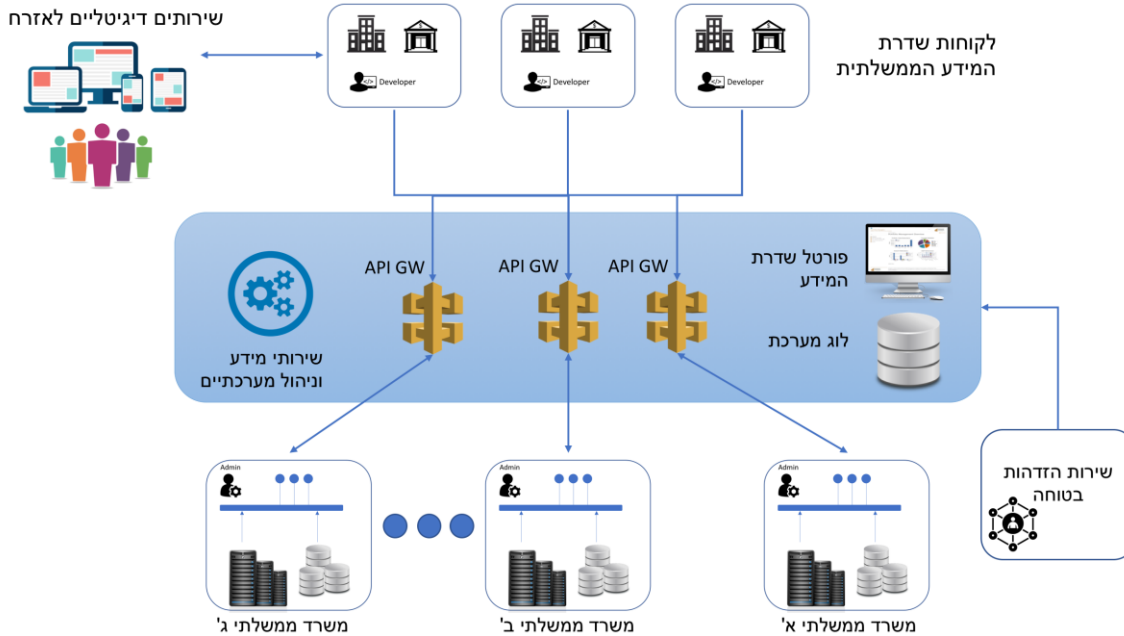 שירותים דיגיטליים לאזרח
לקוחות שדרת
המידע הממשלתית
Developer
Developer
Developer
API GW
API GW
API GW
פורטל שדרת
המידע
לוג מערכת
שירותי מידע
וניהול מערכתיים
שירות הזדהות
בטוחה
Admin
Admin
Admin
משרד ממשלתי א'
משרד ממשלתי ב'
משרד ממשלתי ג'